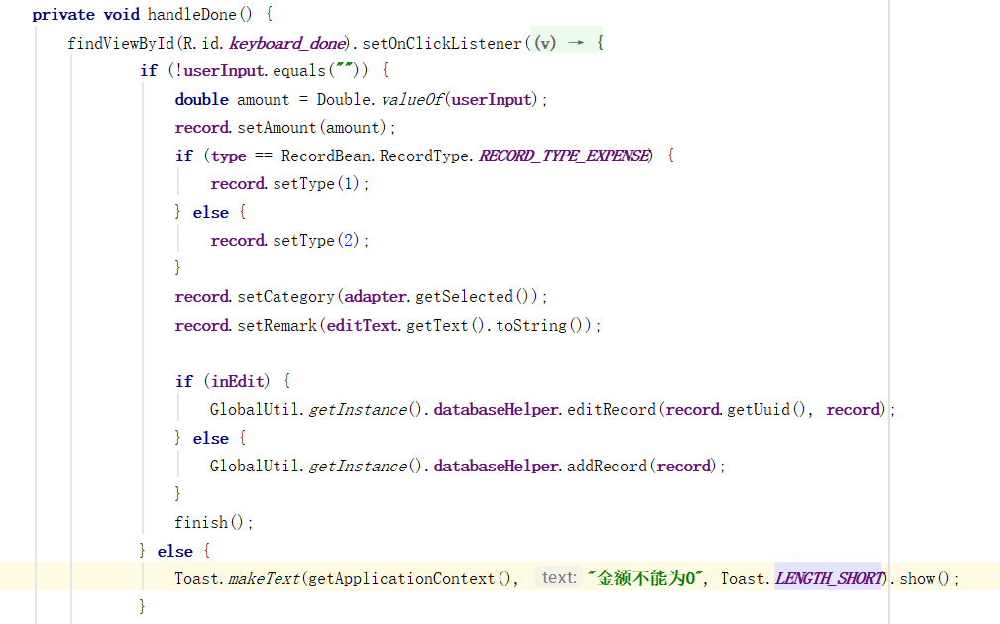 private void handleDone() {
findViewById(R.id.keyboard_done).setOnClickListener((v) → {
if (!userInput.equals("")) {
double amount = Double.valueOf(userInput);
record.setAmount(amount);
if (type == RecordBean.RecordType.RECORD_TYPE_EXPENSE) {
record.setType(1);
} else {
record.setType(2);
}
record.setCategory(adapter.getSelected());
record.setRemark(editText.getText().toString());
if (inEdit) {
GlobalUtil.getInstance().databaseHelper.editRecord(record.getUuid(), record);
} else {
GlobalUtil.getInstance().databaseHelper.addRecord(record);
}
finish();
} else {
Toast.makeText(getApplicationContext(), text: "金额不能为0", Toast.LENGTH_SHORT).show();
}